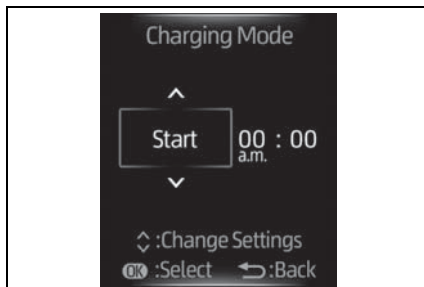 Charging Mode
Start 00 : 00
a.m.
:Change Settings
OK :Select :Back